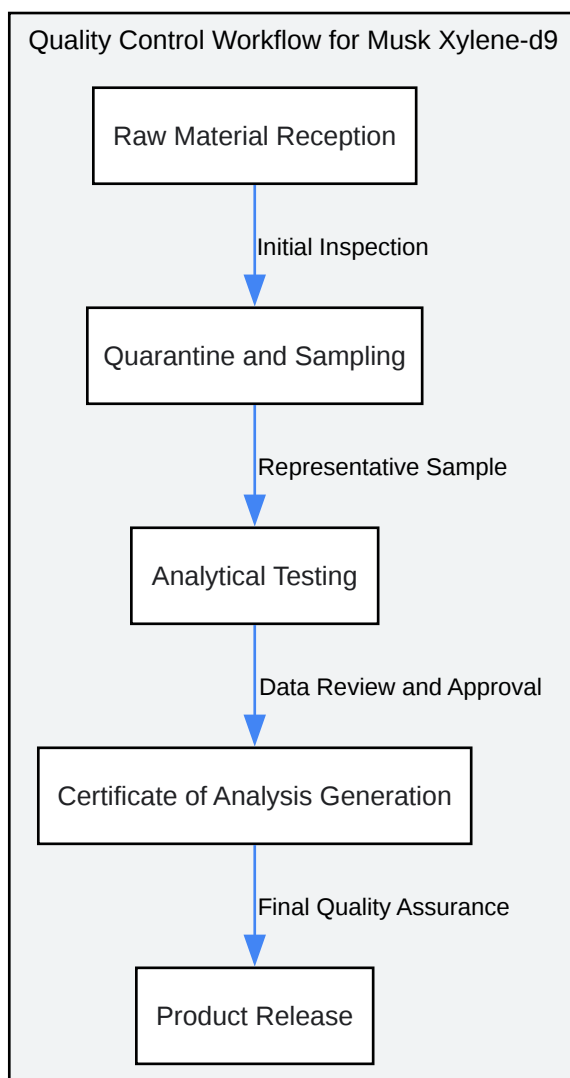 Quality Control Workflow for Musk Xylene-d9
Raw Material Reception
Initial Inspection
Quarantine and Sampling
Representative Sample
Analytical Testing
Data Review and Approval
Certificate of Analysis Generation
Final Quality Assurance
Product Release